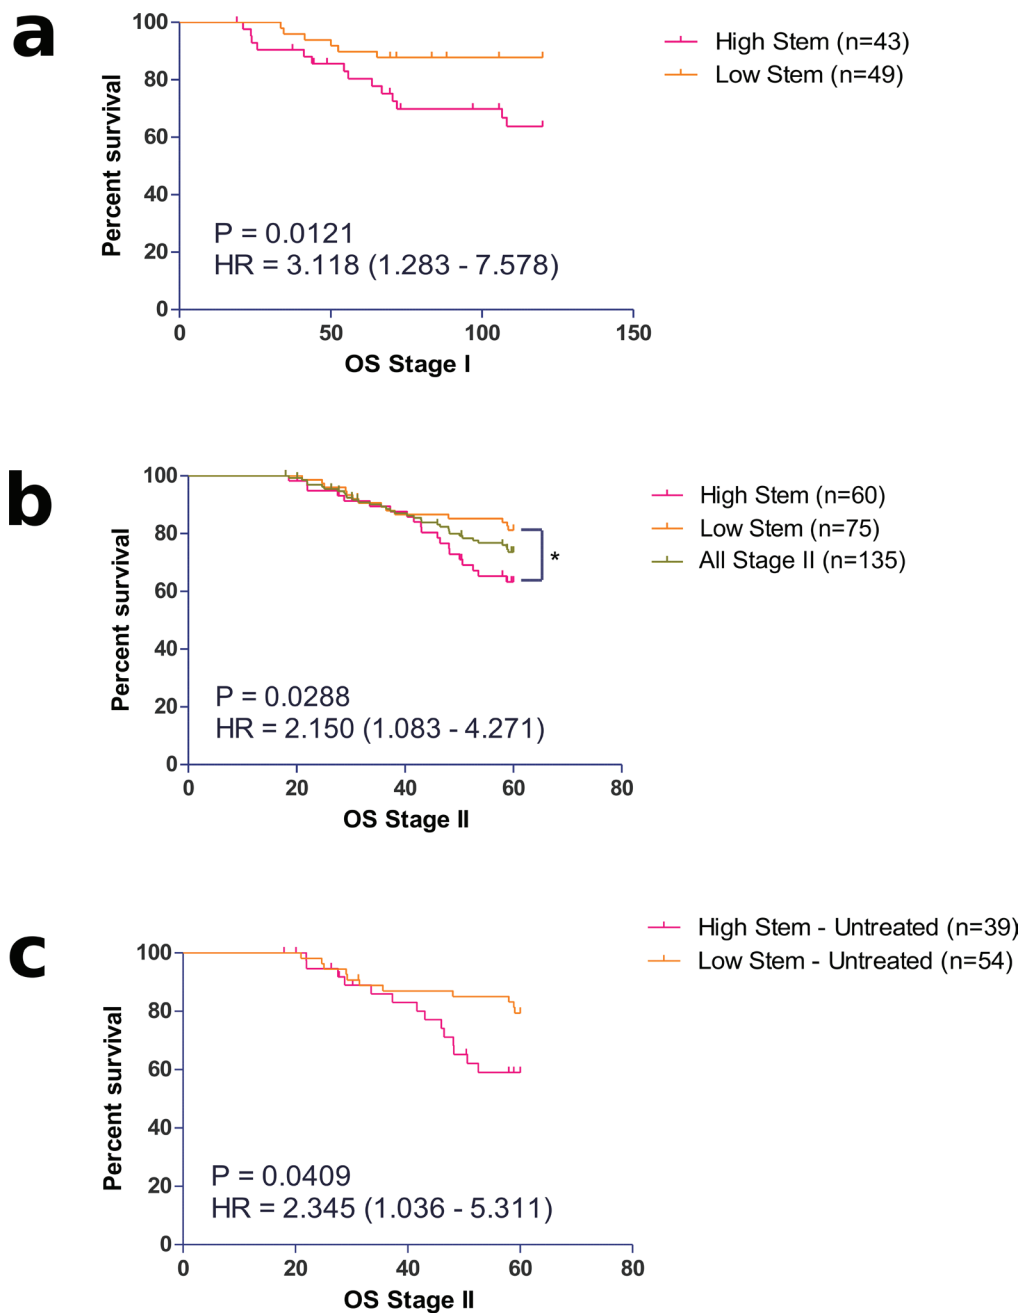 a
100
80
60
40
20
0
Percent survival
0 50 100 150
OS Stage I
P = 0.0121
HR = 3.118 (1.283 - 7.578)
High Stem (n=43)
Low Stem (n=49)
b
100
80
60
40
20
0
Percent survival
0 20 40 60 80
OS Stage II
P = 0.0288
HR = 2.150 (1.083 - 4.271)
*
High Stem (n=60)
Low Stem (n=75)
All Stage II (n=135)
c
100
80
60
40
20
0
Percent survival
0 20 40 60 80
OS Stage II
P = 0.0409
HR = 2.345 (1.036 - 5.311)
High Stem - Untreated (n=39)
Low Stem - Untreated (n=54)